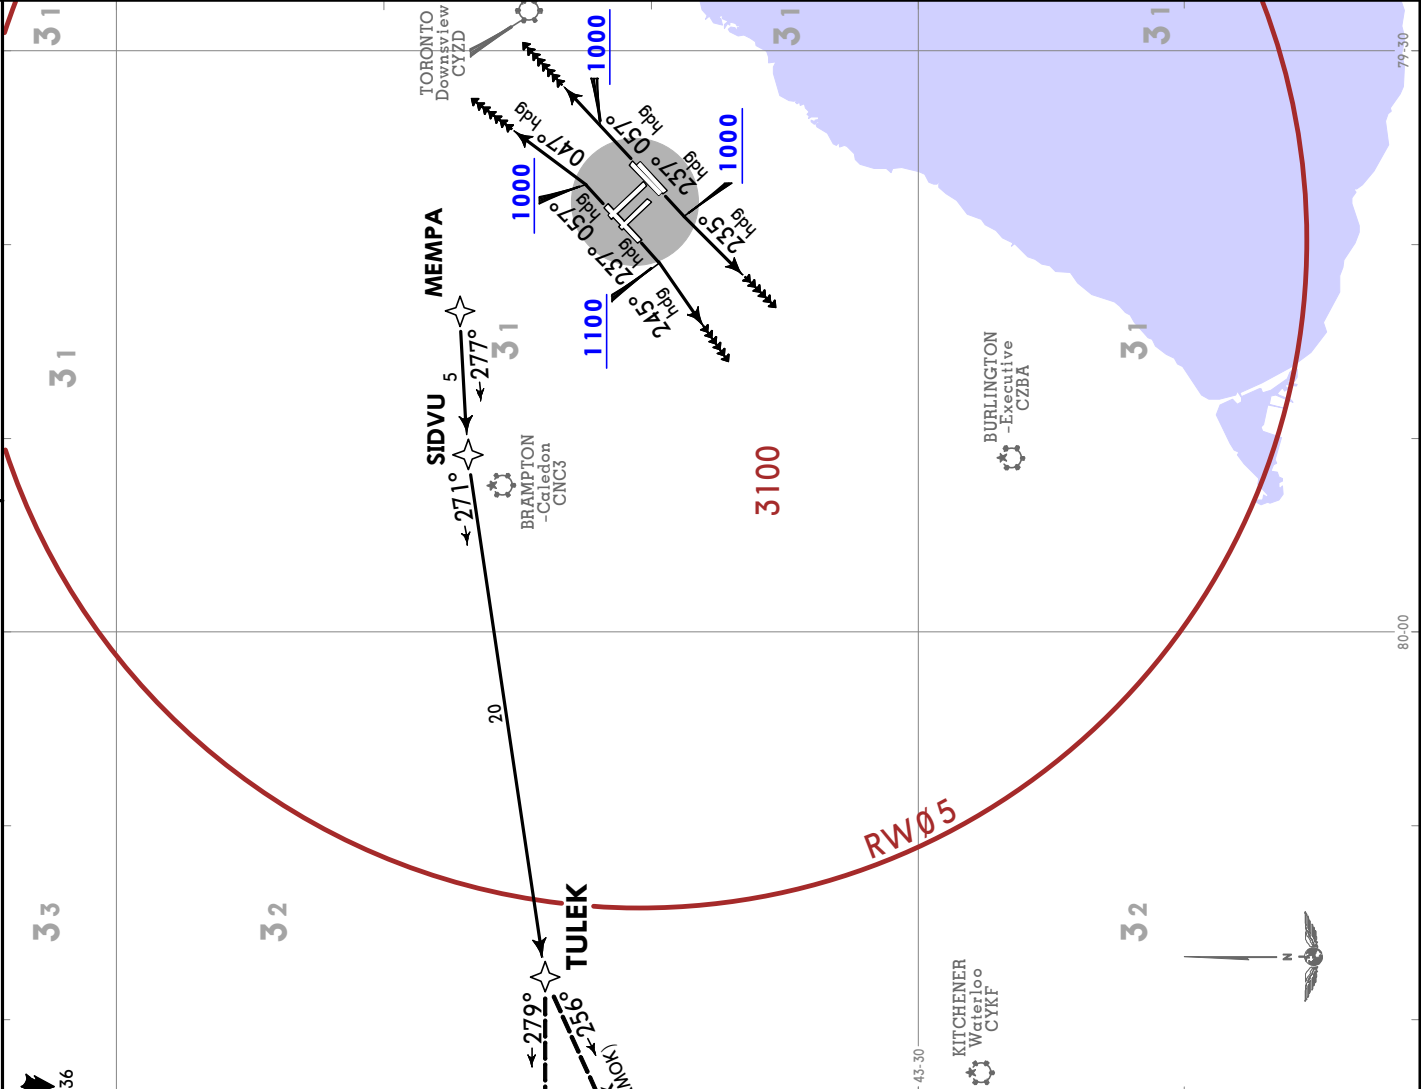 31
TORONTO
Downsview
CYZD
1000
31
31
79-30
hdg
047°
hdg
057°
1000
hdg
057°
hdg
237°
1000
hdg
235°
hdg
237°
1100
hdg
245°
MEMPA
5
277°
31
31
31
SIDVU
271°
BRAMPTON
-Caledon
CNC3
3100
BURLINGTON
-Executive
CZBA
80-00
20
RWØ5
TULEK
33
32
32
279°
256°
MOK)
43-30
KITCHENER
Waterloo
CYKF
N
36